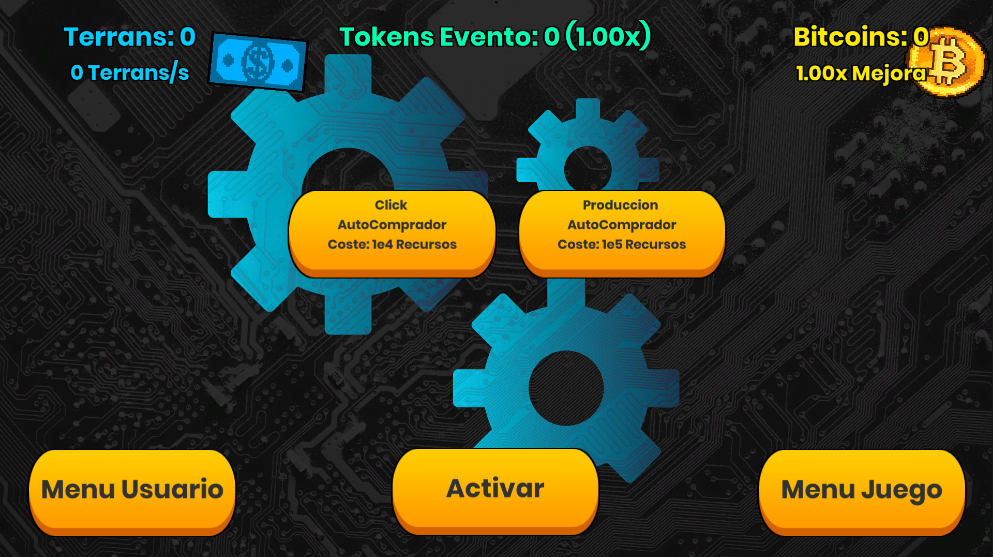 Terrans: 0
0 Terrans/s
Tokens Evento: 0 (1.00x)
Bitcoins: 0
1.00x Mejora
Click
AutoComprador
Coste: 1e4 Recursos
Produccion
AutoComprador
Coste: 1e5 Recursos
Menu Usuario
Activar
Menu Juego